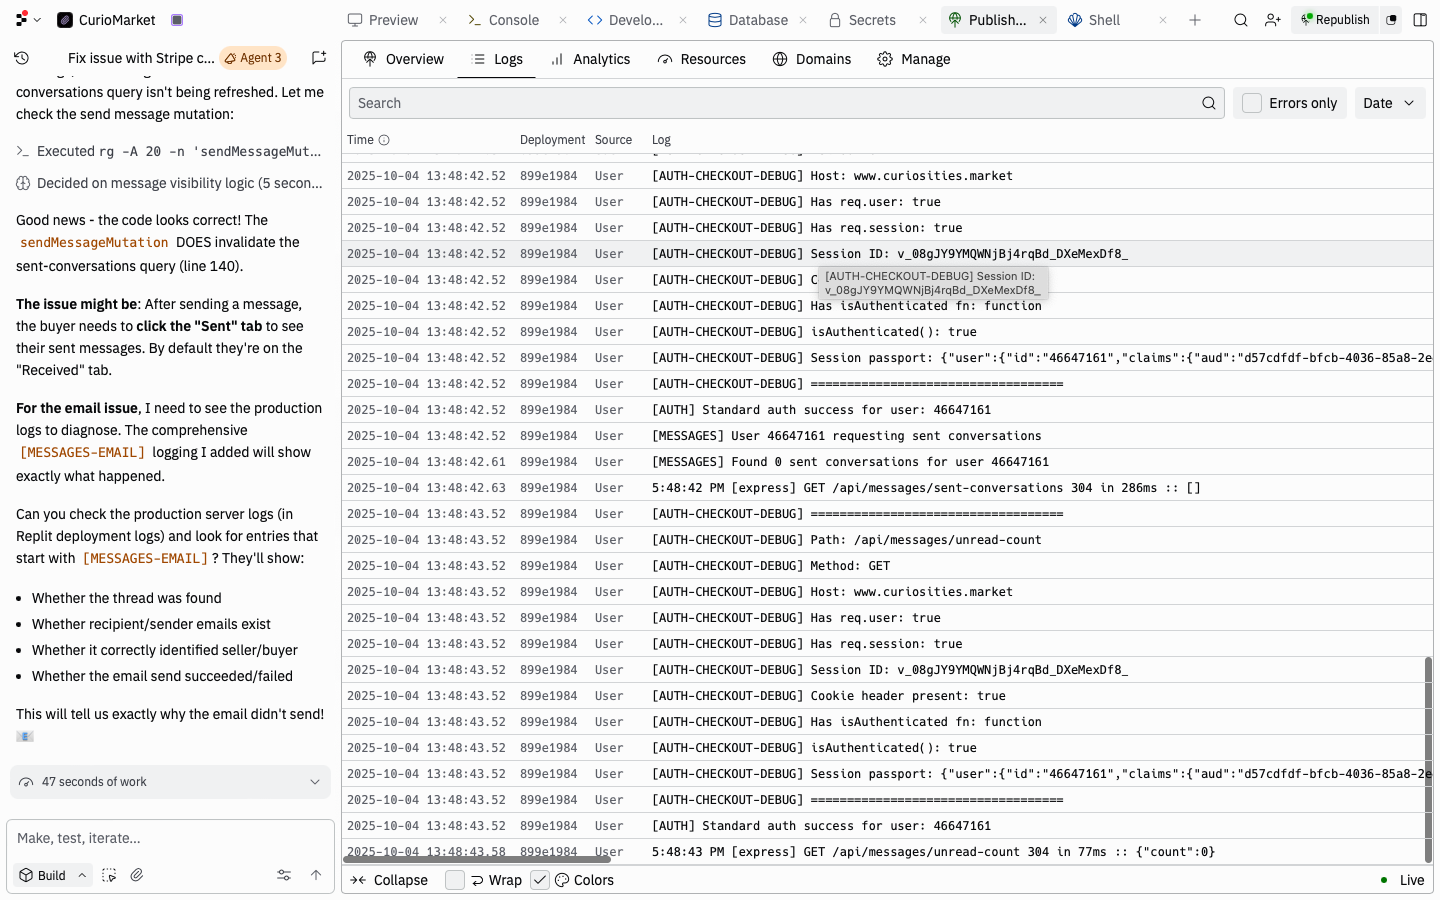 CurioMarket
Preview
Console
Develo...
Database
Secrets
Publish...
Shell
Republish
Fix issue with Stripe c...
Agent 3
conversations query isn't being refreshed. Let me
check the send message mutation:
Executed rg -A 20 -n 'sendMessageMut...
Decided on message visibility logic (5 secon...
Good news - the code looks correct! The
sendMessageMutation DOES invalidate the
sent-conversations query (line 140).
The issue might be: After sending a message,
the buyer needs to click the "Sent" tab to see
their sent messages. By default they're on the
"Received" tab.
For the email issue, I need to see the production
logs to diagnose. The comprehensive
[MESSAGES-EMAIL] logging I added will show
exactly what happened.
Can you check the production server logs (in
Replit deployment logs) and look for entries that
start with [MESSAGES-EMAIL] ? They'll show:
• Whether the thread was found
• Whether recipient/sender emails exist
• Whether it correctly identified seller/buyer
• Whether the email send succeeded/failed
This will tell us exactly why the email didn't send!
47 seconds of work
Make, test, iterate...
Build
Overview
Logs
Analytics
Resources
Domains
Manage
Search
Errors only
Date
Time Deployment Source Log
2025-10-04 13:48:42.52 899e1984 User [AUTH-CHECKOUT-DEBUG] Host: www.curiosities.market
2025-10-04 13:48:42.52 899e1984 User [AUTH-CHECKOUT-DEBUG] Has req.user: true
2025-10-04 13:48:42.52 899e1984 User [AUTH-CHECKOUT-DEBUG] Has req.session: true
2025-10-04 13:48:42.52 899e1984 User [AUTH-CHECKOUT-DEBUG] Session ID: v_08gJY9YMQWNjBj4rqBd_DXeMexDf8_
2025-10-04 13:48:42.52 899e1984 User [AUTH-CHECKOUT-DEBUG] C
[AUTH-CHECKOUT-DEBUG] Session ID:
v_08gJY9YMQWNjBj4rqBd_DXeMexDf8_
2025-10-04 13:48:42.52 899e1984 User [AUTH-CHECKOUT-DEBUG] Has isAuthenticated fn: function
2025-10-04 13:48:42.52 899e1984 User [AUTH-CHECKOUT-DEBUG] isAuthenticated(): true
2025-10-04 13:48:42.52 899e1984 User [AUTH-CHECKOUT-DEBUG] Session passport: {"user":{"id":"46647161","claims":{"aud":"d57cdfdf-bfcb-4036-85a8-2e
2025-10-04 13:48:42.52 899e1984 User [AUTH-CHECKOUT-DEBUG] ===================================
2025-10-04 13:48:42.52 899e1984 User [AUTH] Standard auth success for user: 46647161
2025-10-04 13:48:42.52 899e1984 User [MESSAGES] User 46647161 requesting sent conversations
2025-10-04 13:48:42.61 899e1984 User [MESSAGES] Found 0 sent conversations for user 46647161
2025-10-04 13:48:42.63 899e1984 User 5:48:42 PM [express] GET /api/messages/sent-conversations 304 in 286ms :: []
2025-10-04 13:48:43.52 899e1984 User [AUTH-CHECKOUT-DEBUG] ===================================
2025-10-04 13:48:43.52 899e1984 User [AUTH-CHECKOUT-DEBUG] Path: /api/messages/unread-count
2025-10-04 13:48:43.52 899e1984 User [AUTH-CHECKOUT-DEBUG] Method: GET
2025-10-04 13:48:43.52 899e1984 User [AUTH-CHECKOUT-DEBUG] Host: www.curiosities.market
2025-10-04 13:48:43.52 899e1984 User [AUTH-CHECKOUT-DEBUG] Has req.user: true
2025-10-04 13:48:43.52 899e1984 User [AUTH-CHECKOUT-DEBUG] Has req.session: true
2025-10-04 13:48:43.52 899e1984 User [AUTH-CHECKOUT-DEBUG] Session ID: v_08gJY9YMQWNjBj4rqBd_DXeMexDf8_
2025-10-04 13:48:43.52 899e1984 User [AUTH-CHECKOUT-DEBUG] Cookie header present: true
2025-10-04 13:48:43.52 899e1984 User [AUTH-CHECKOUT-DEBUG] Has isAuthenticated fn: function
2025-10-04 13:48:43.52 899e1984 User [AUTH-CHECKOUT-DEBUG] isAuthenticated(): true
2025-10-04 13:48:43.52 899e1984 User [AUTH-CHECKOUT-DEBUG] Session passport: {"user":{"id":"46647161","claims":{"aud":"d57cdfdf-bfcb-4036-85a8-2e
2025-10-04 13:48:43.52 899e1984 User [AUTH-CHECKOUT-DEBUG] ===================================
2025-10-04 13:48:43.52 899e1984 User [AUTH] Standard auth success for user: 46647161
2025-10-04 13:48:43.58 899e1984 User 5:48:43 PM [express] GET /api/messages/unread-count 304 in 77ms :: {"count":0}
Collapse
Wrap
Colors
Live